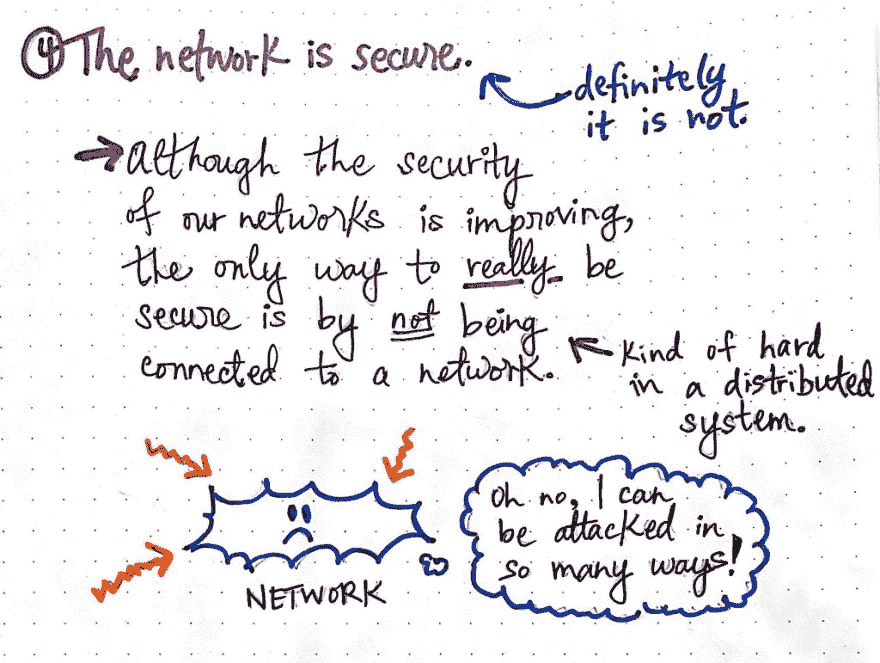 ④ The network is secure.
definitely
it is not.
→ although the security
of our networks is improving,
the only way to really be
secure is by not being
connected to a network.
Kind of hard
in a distributed
system.
Oh no, I can
be attacked in
so many ways!
NETWORK